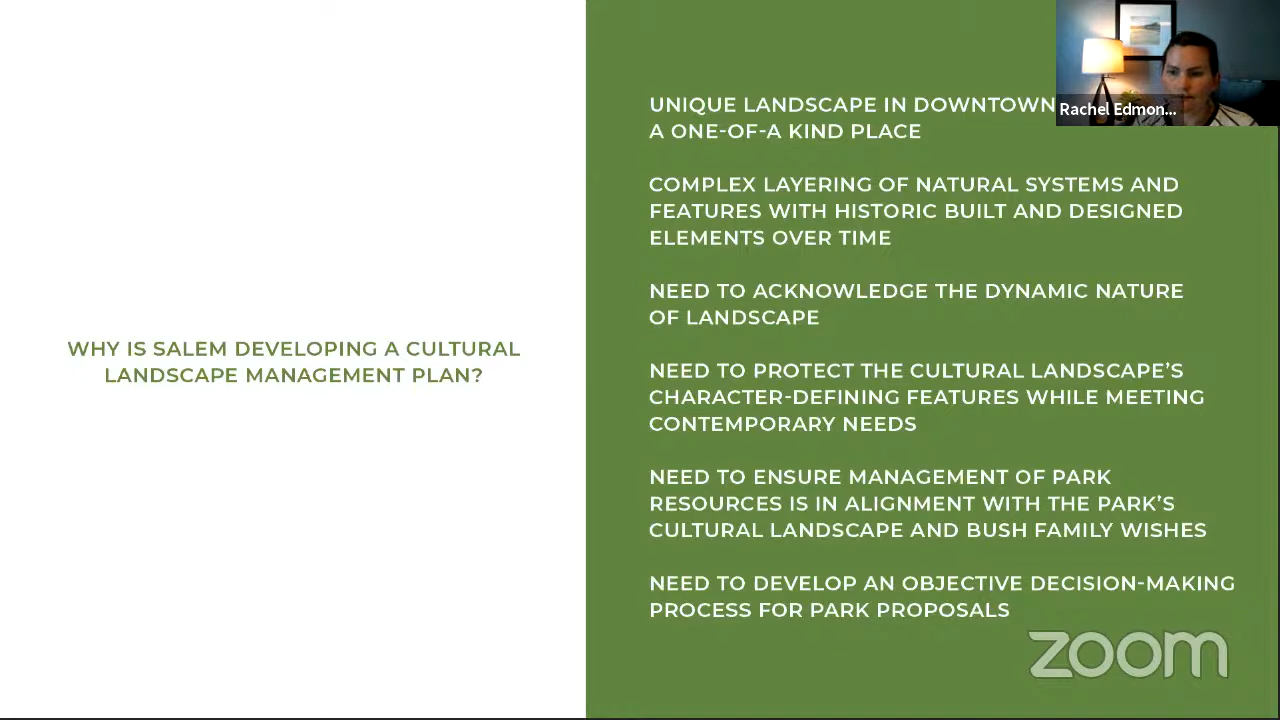 WHY IS SALEM DEVELOPING A CULTURAL
LANDSCAPE MANAGEMENT PLAN?
UNIQUE LANDSCAPE IN DOWNTOWN
A ONE-OF-A KIND PLACE
COMPLEX LAYERING OF NATURAL SYSTEMS AND
FEATURES WITH HISTORIC BUILT AND DESIGNED
ELEMENTS OVER TIME
NEED TO ACKNOWLEDGE THE DYNAMIC NATURE
OF LANDSCAPE
NEED TO PROTECT THE CULTURAL LANDSCAPE'S
CHARACTER-DEFINING FEATURES WHILE MEETING
CONTEMPORARY NEEDS
NEED TO ENSURE MANAGEMENT OF PARK
RESOURCES IS IN ALIGNMENT WITH THE PARK'S
CULTURAL LANDSCAPE AND BUSH FAMILY WISHES
NEED TO DEVELOP AN OBJECTIVE DECISION-MAKING
PROCESS FOR PARK PROPOSALS
Rachel Edmon...
zoom